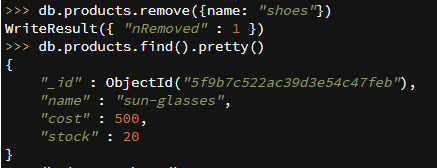 >>> db.products.remove({name: "shoes"})
WriteResult({ "nRemoved" : 1 })
>>> db.products.find().pretty()
{
    "_id" : ObjectId("5f9b7c522ac39d3e54c47feb"),
    "name" : "sun-glasses",
    "cost" : 500,
    "stock" : 20
}